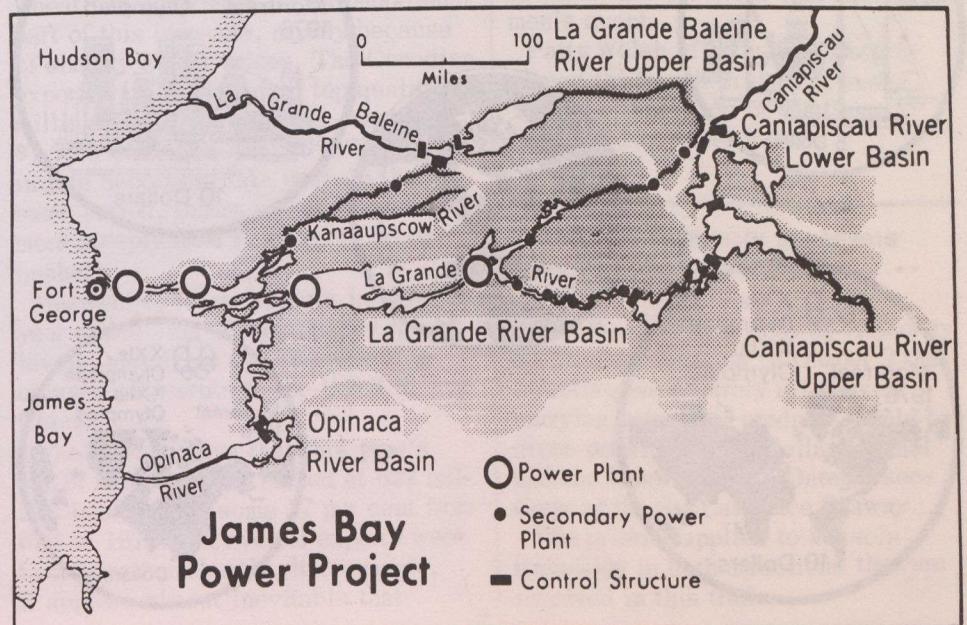 Hudson Bay
0 100
Miles
La Grande Baleine
River Upper Basin
Caniapiscau
River
La Grande Baleine
River
Caniapiscau River
Lower Basin
Kanaaupscow River
La Grande River
Fort
George
La Grande River Basin
Caniapiscau River
Upper Basin
James
Bay
Opinaca
River Basin
Opinaca
River
Power Plant
Secondary Power
Plant
Control Structure
James Bay
Power Project